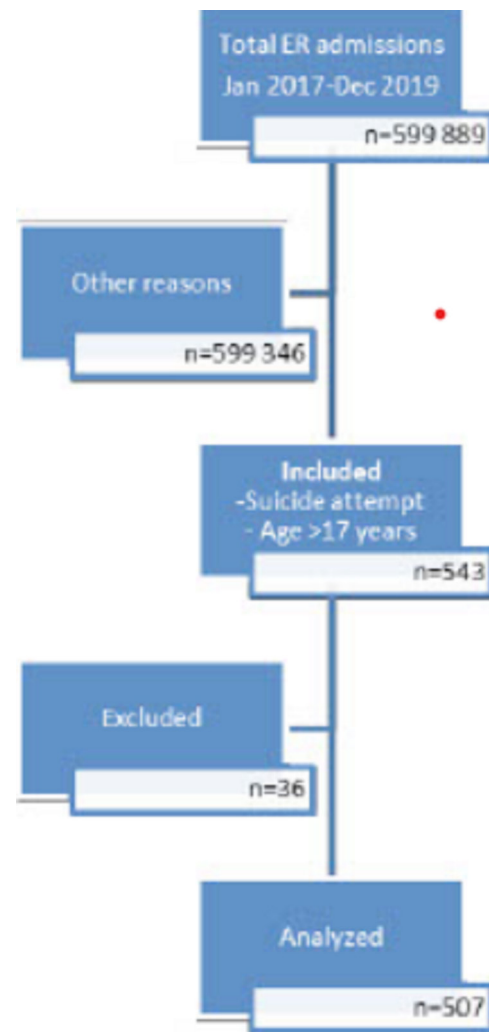 Total ER admissions
Jan 2017-Dec 2019
n=599 889
Other reasons
n=599 346
Included
-Suicide attempt
- Age >17 years
n=543
Excluded
n=36
Analyzed
n=507